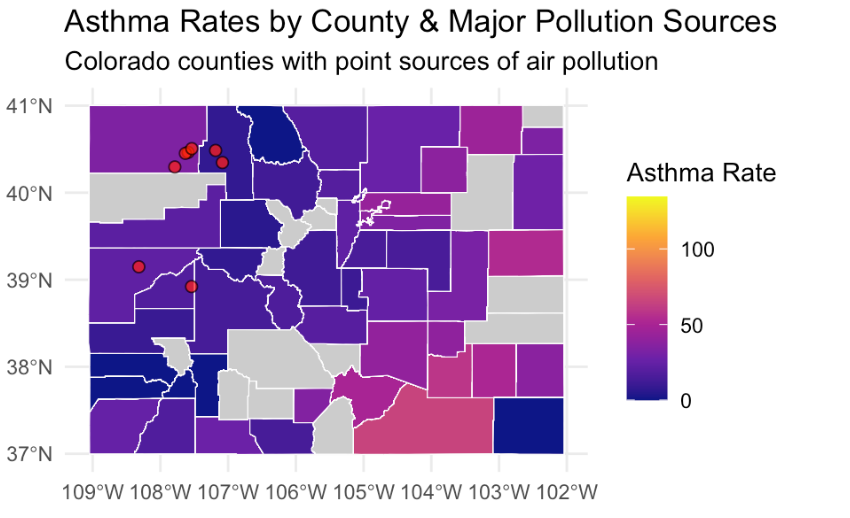 Asthma Rates by County & Major Pollution Sources
Colorado counties with point sources of air pollution
41°N
40°N
39°N
38°N
37°N
109°W 108°W 107°W 106°W 105°W 104°W 103°W 102°W
Asthma Rate
100
50
0